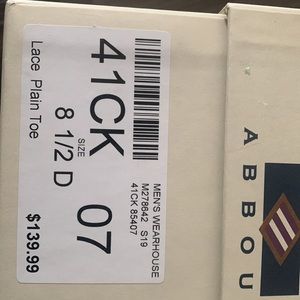 MEN'S WEARHOUSE
M278642 S19
41CK 85407
41CK 07
SIZE
8 1/2 D
Lace Plain Toe
$139.99
ABBOU